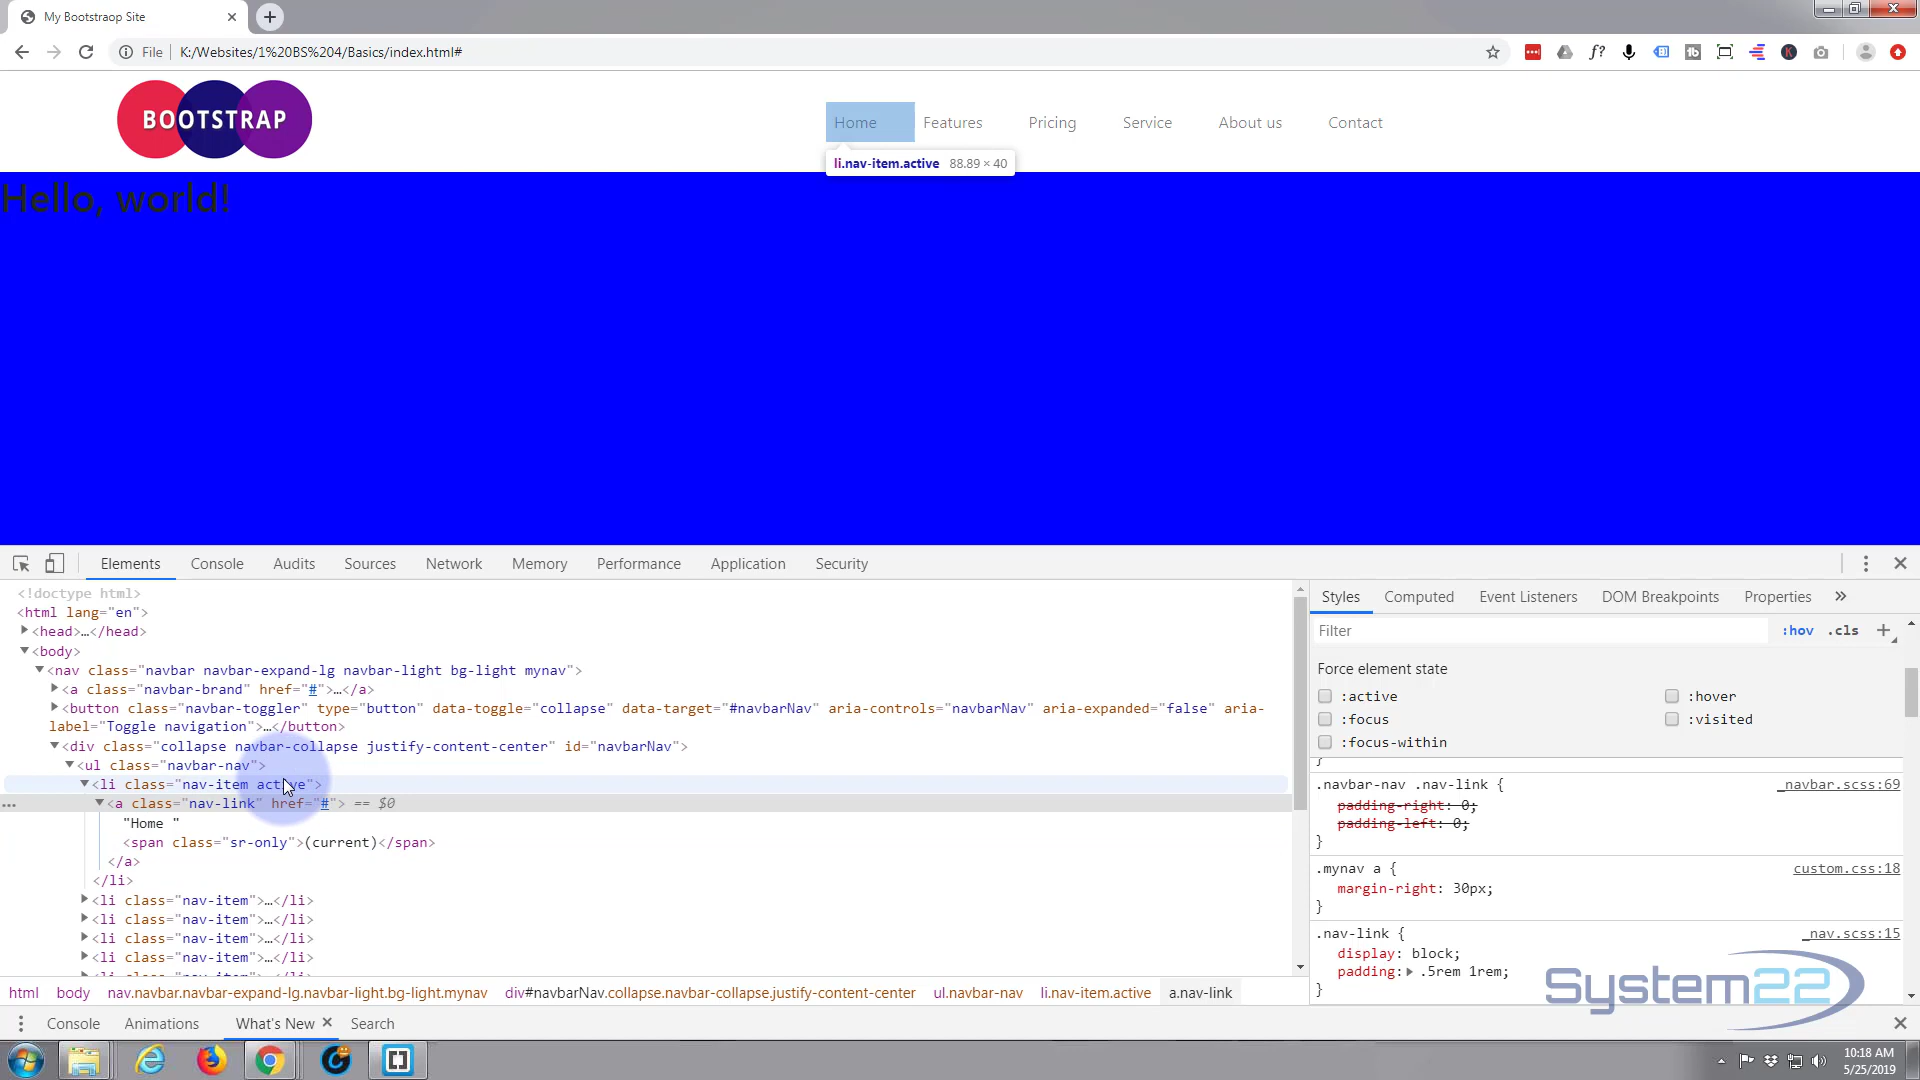 My Bootstraop Site
File | K:/Websites/1%20BS%204/Basics/index.html#
BOOTSTRAP
Home Features Pricing Service About us Contact
li.nav-item.active 88.89 × 40
Hello, world!
Elements Console Audits Sources Network Memory Performance Application Security
<!doctype html>
<html lang="en">
<head>…</head>
<body>
<nav class="navbar navbar-expand-lg navbar-light bg-light mynav">
<a class="navbar-brand" href="#">…</a>
<button class="navbar-toggler" type="button" data-toggle="collapse" data-target="#navbarNav" aria-controls="navbarNav" aria-expanded="false" aria-
label="Toggle navigation">…</button>
<div class="collapse navbar-collapse justify-content-center" id="navbarNav">
<ul class="navbar-nav">
<li class="nav-item active">
<a class="nav-link" href="#"> == $0
"Home "
<span class="sr-only">(current)</span>
</a>
</li>
<li class="nav-item">…</li>
<li class="nav-item">…</li>
<li class="nav-item">…</li>
<li class="nav-item">…</li>
html body nav.navbar.navbar-expand-lg.navbar-light.bg-light.mynav div#navbarNav.collapse.navbar-collapse.justify-content-center ul.navbar-nav li.nav-item.active a.nav-link
Styles Computed Event Listeners DOM Breakpoints Properties »
Filter :hov .cls +
Force element state
:active :hover
:focus :visited
:focus-within
}
.navbar-nav .nav-link { _navbar.scss:69
padding-right: 0;
padding-left: 0;
}
.mynav a { custom.css:18
margin-right: 30px;
}
.nav-link { _nav.scss:15
display: block;
padding: .5rem 1rem;
}
System22
Console Animations What's New Search
10:18 AM
5/25/2019